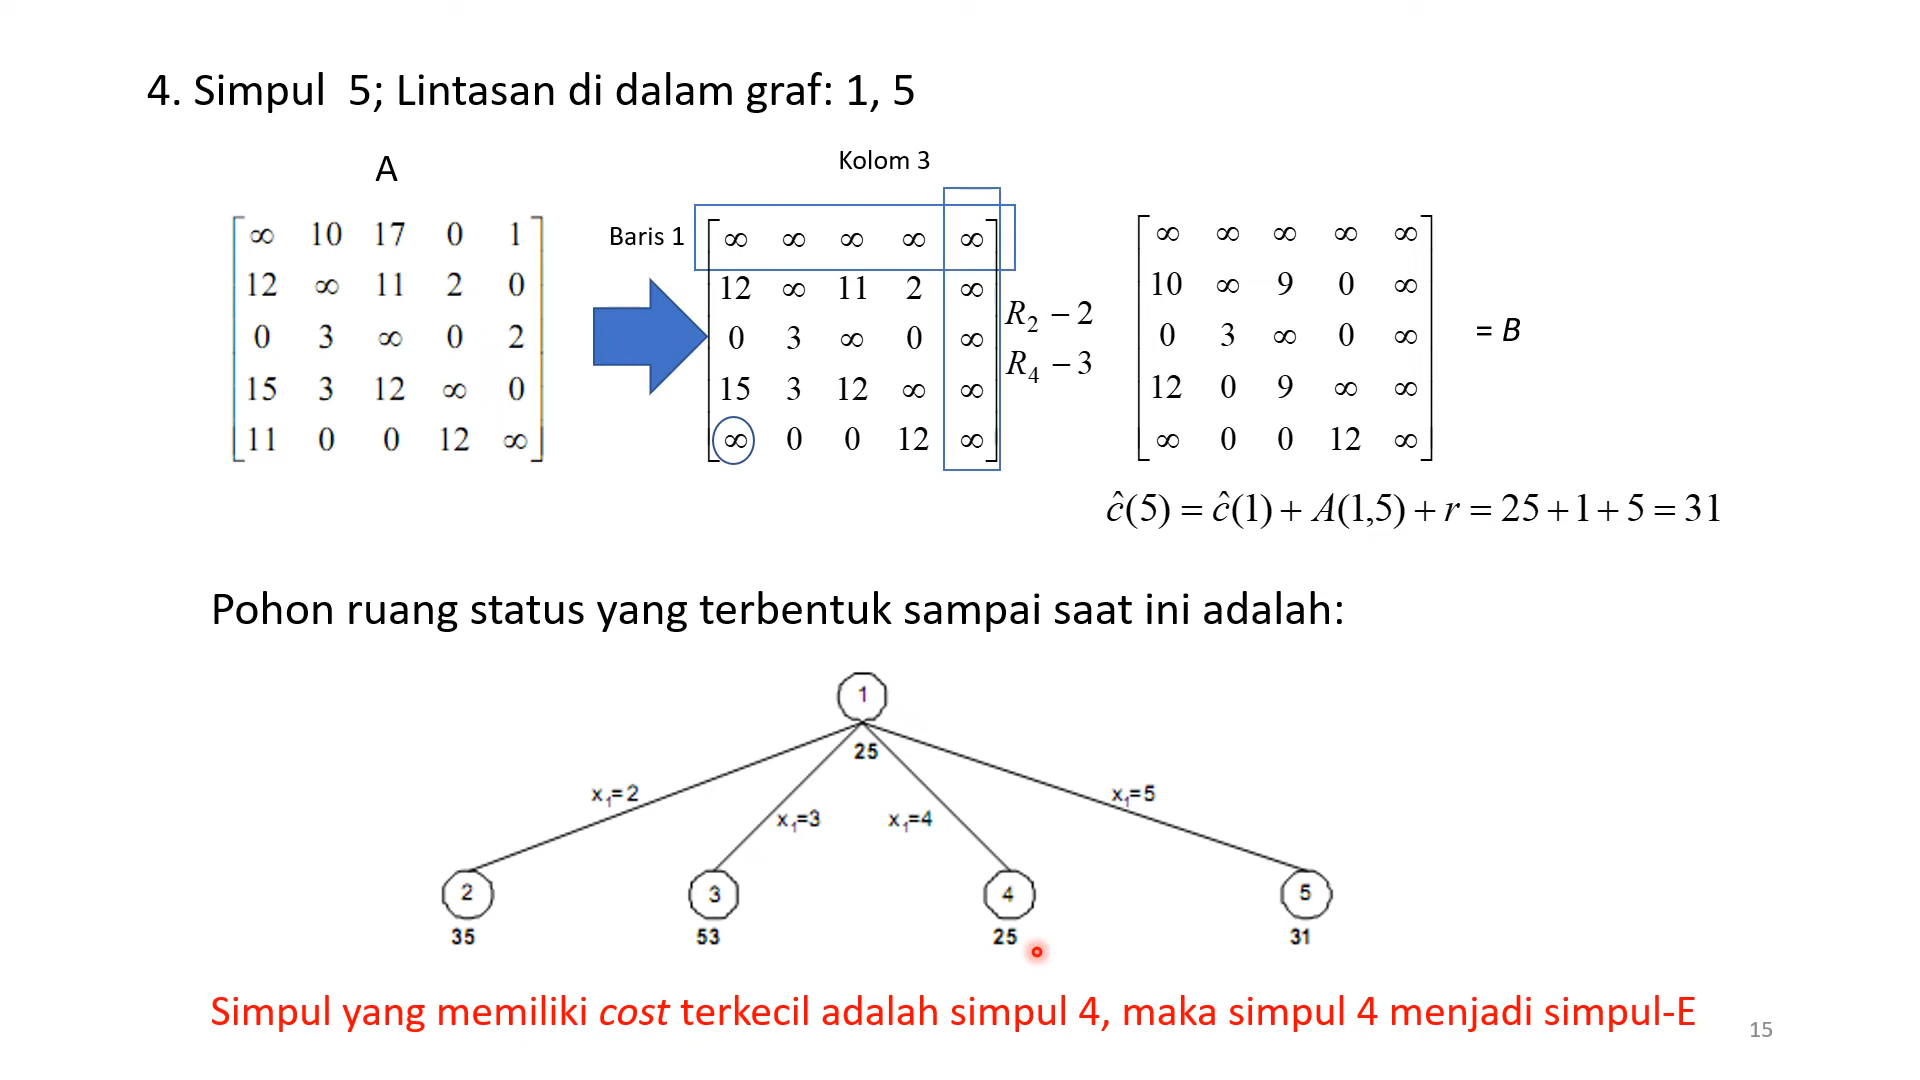 4. Simpul 5; Lintasan di dalam graf: 1, 5
A
Kolom 3
Baris 1
∞ 10 17 0 1
12 ∞ 11 2 0
0 3 ∞ 0 2
15 3 12 ∞ 0
11 0 0 12 ∞
∞ ∞ ∞ ∞ ∞
12 ∞ 11 2 ∞
0 3 ∞ 0 ∞
15 3 12 ∞ ∞
∞ 0 0 12 ∞
R₂ − 2
R₄ − 3
∞ ∞ ∞ ∞ ∞
10 ∞ 9 0 ∞
0 3 ∞ 0 ∞
12 0 9 ∞ ∞
∞ 0 0 12 ∞
= B
ĉ(5) = ĉ(1) + A(1,5) + r = 25 + 1 + 5 = 31
Pohon ruang status yang terbentuk sampai saat ini adalah:
1
25
x₁=2
x₁=3
x₁=4
x₁=5
2
3
4
5
35
53
25
31
Simpul yang memiliki cost terkecil adalah simpul 4, maka simpul 4 menjadi simpul-E
15